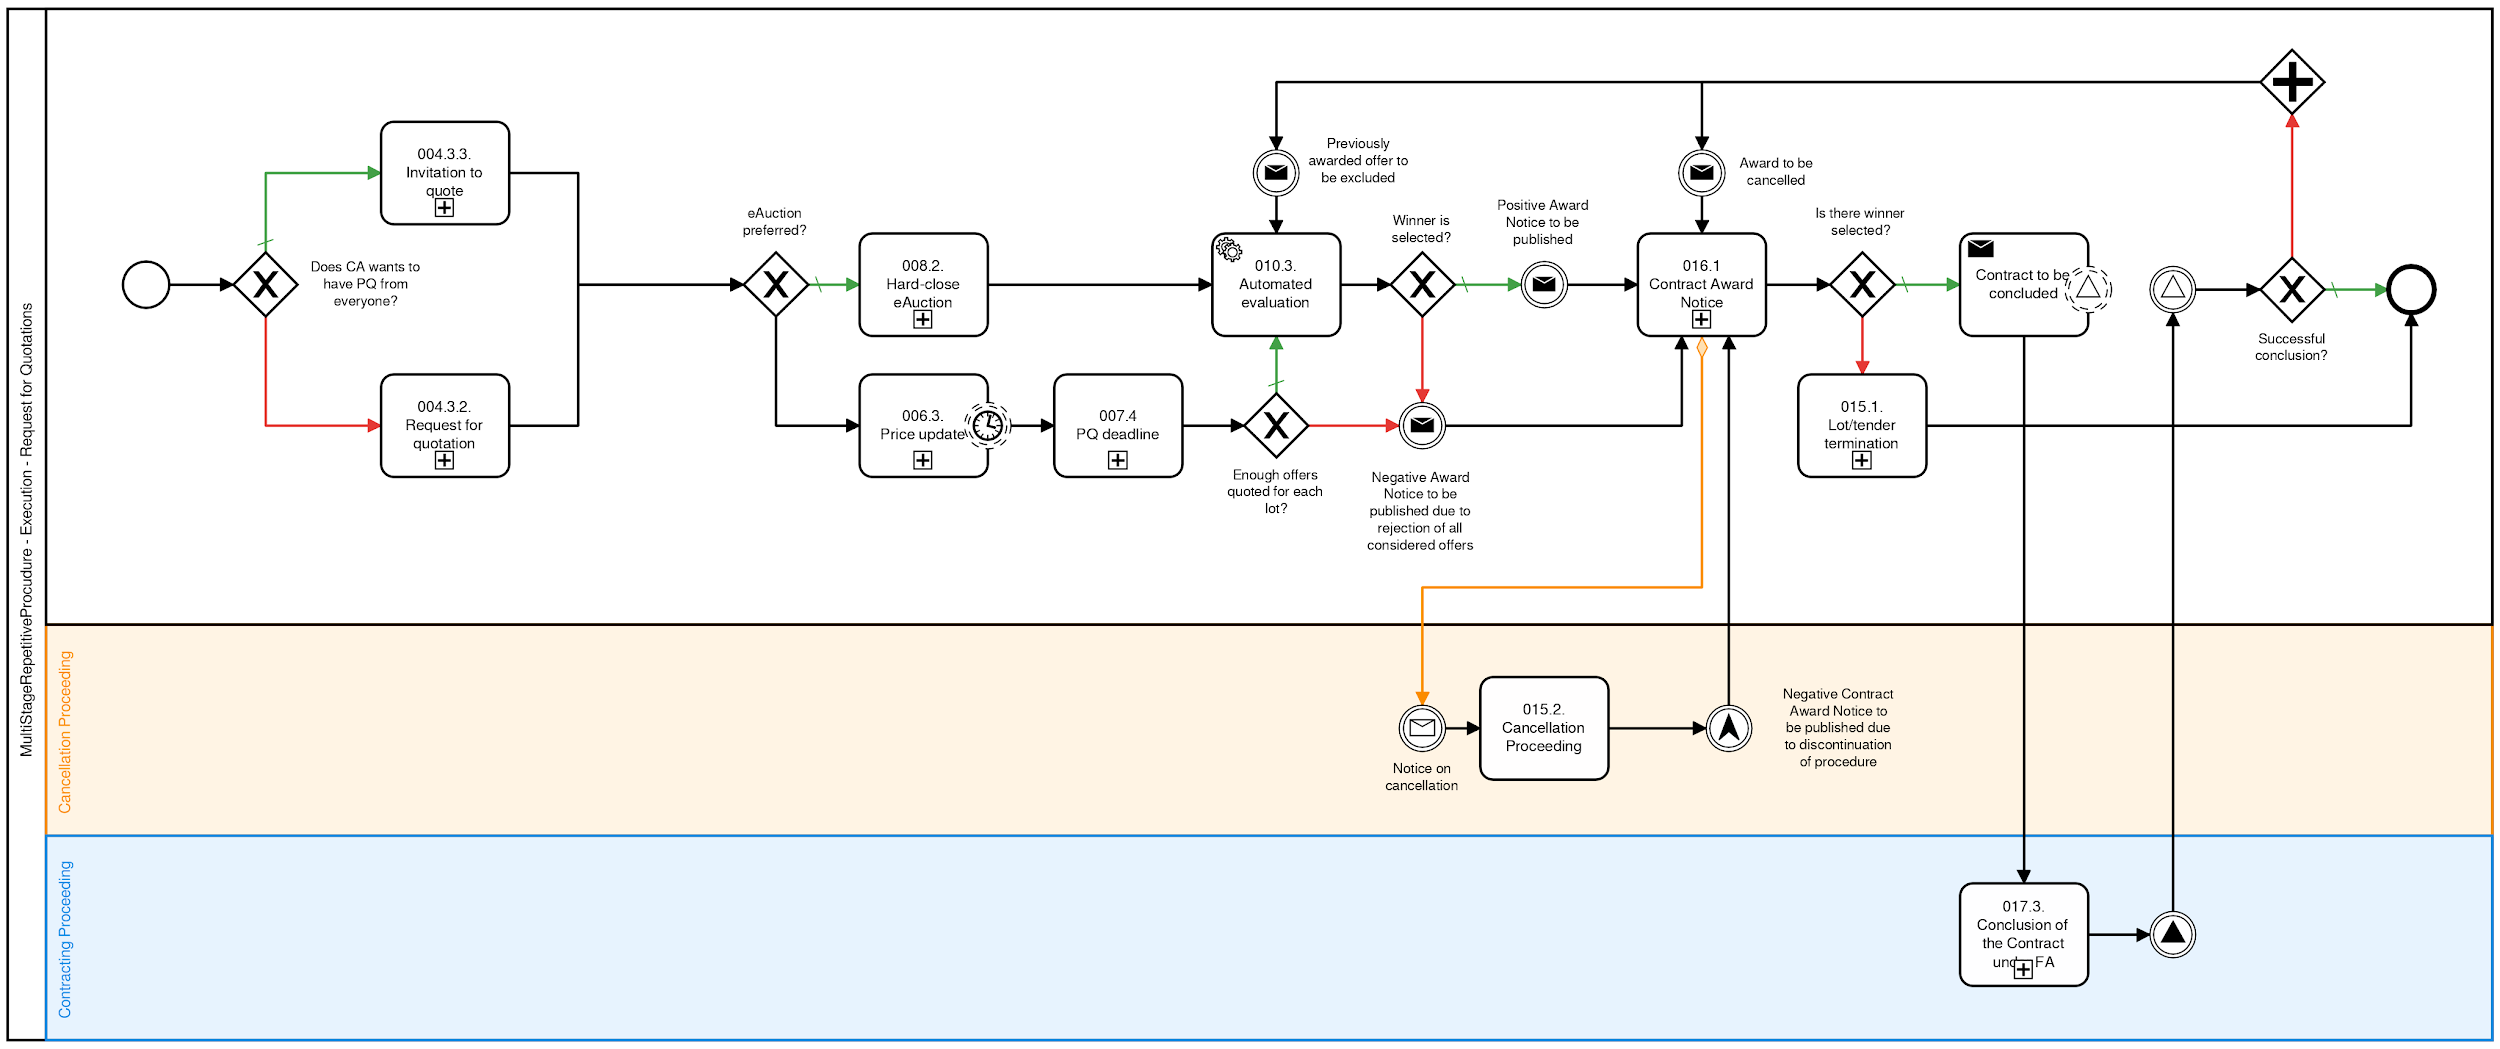 MultiStageRepetitiveProcudure - Execution - Request for Quotations
004.3.3.
Invitation to
quote
Does CA wants to
have PQ from
everyone?
004.3.2.
Request for
quotation
eAuction
preferred?
008.2.
Hard-close
eAuction
006.3.
Price update
007.4
PQ deadline
Previously
awarded offer to
be excluded
010.3.
Automated
evaluation
Enough offers
quoted for each
lot?
Winner is
selected?
Negative Award
Notice to be
published due to
rejection of all
considered offers
Positive Award
Notice to be
published
Award to be
cancelled
016.1
Contract Award
Notice
Is there winner
selected?
015.1.
Lot/tender
termination
Contract to be
concluded
Successful
conclusion?
Cancellation Proceeding
Notice on
cancellation
015.2.
Cancellation
Proceeding
Negative Contract
Award Notice to
be published due
to discontinuation
of procedure
Contracting Proceeding
017.3.
Conclusion of
the Contract
FA